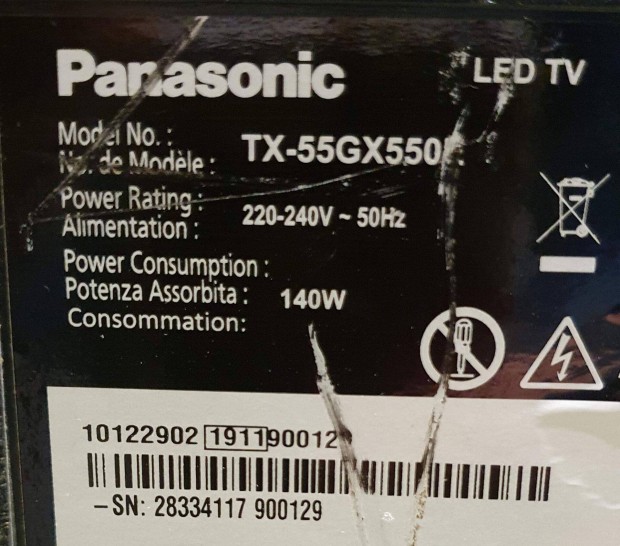 Panasonic
LED TV
Model No. :
No. de Modèle : TX-55GX550
Power Rating :
Alimentation : 220-240V ~ 50Hz
Power Consumption :
Potenza Assorbita : 140W
Consommation:
10122902 1911 90012
–SN: 28334117 900129